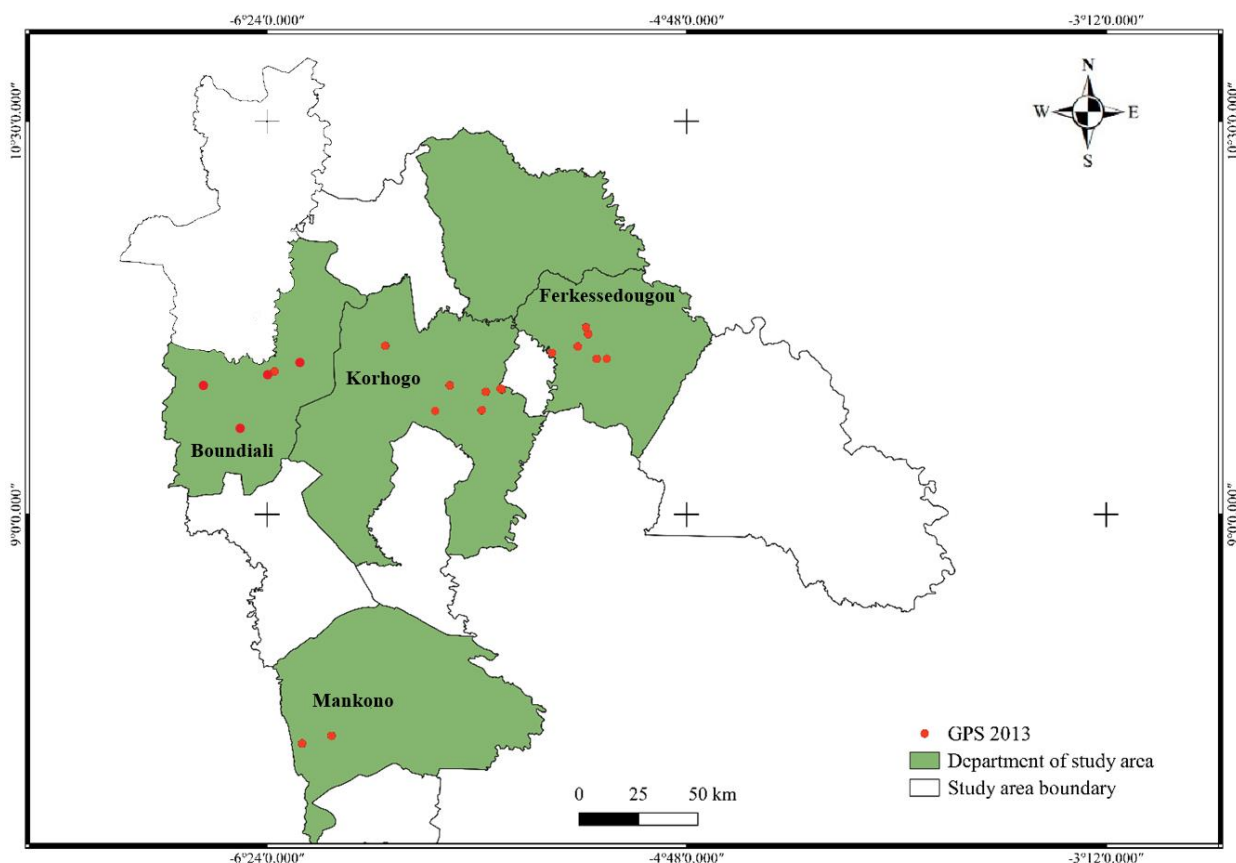 -6°24'0.000" -4°48'0.000" -3°12'0.000"
10°30'0.000" 10°30'0.000"
N
W E
S
Ferkessedougou
Korhogo
Boundiali
9°0'0.000" 9°0'0.000"
Mankono
GPS 2013
Department of study area
Study area boundary
0 25 50 km
-6°24'0.000" -4°48'0.000" -3°12'0.000"